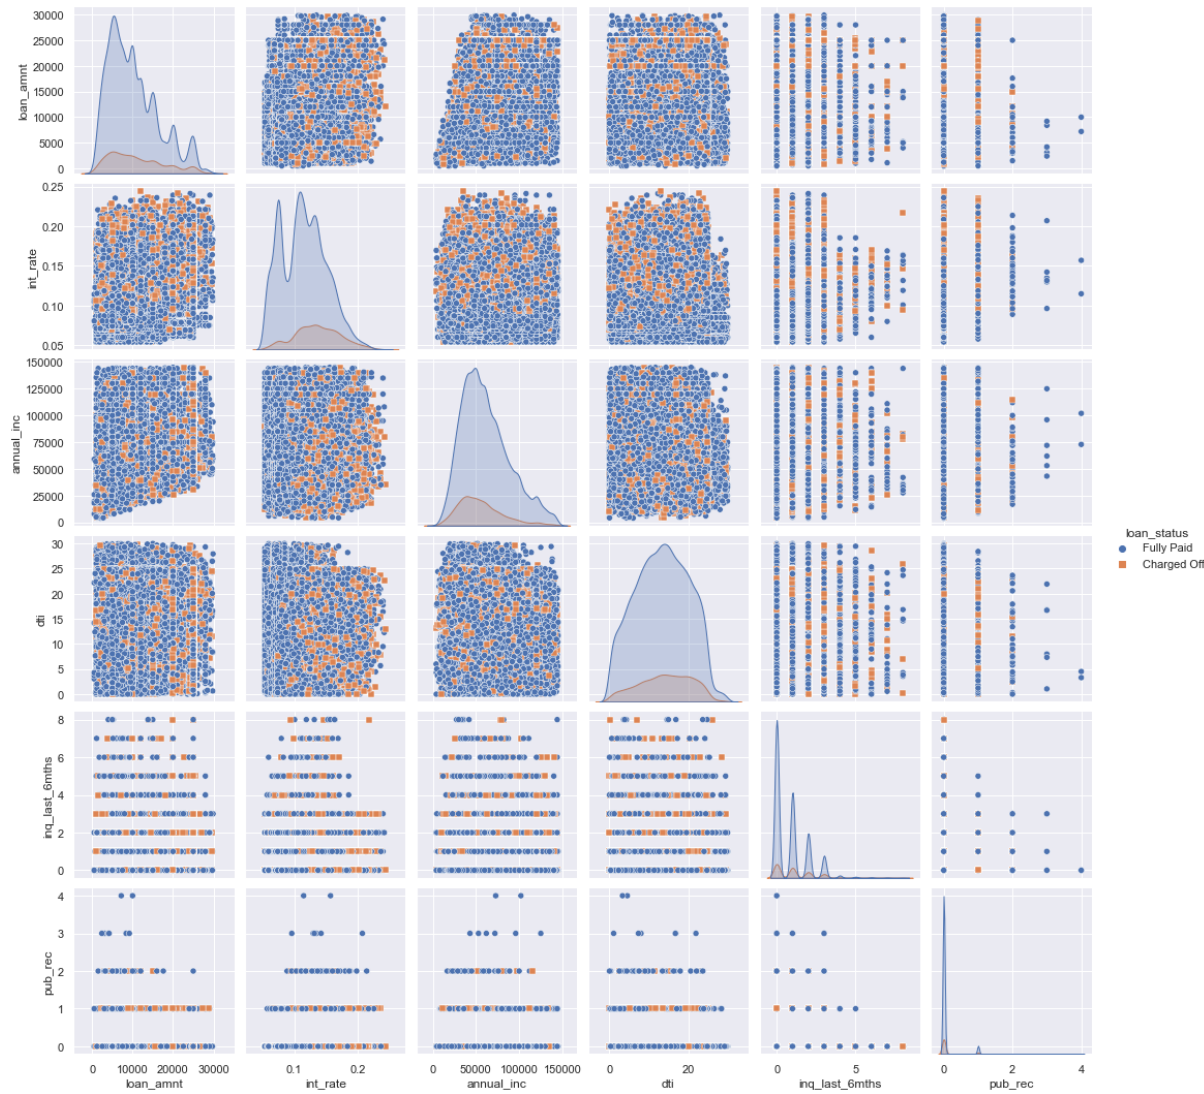 30000
25000
20000
15000
10000
5000
0
loan_amnt
0.25
0.20
0.15
0.10
0.05
int_rate
150000
125000
100000
75000
50000
25000
0
annual_inc
30
25
20
15
10
5
0
dti
loan_status
Fully Paid
Charged Off
8
6
4
2
0
inq_last_6mths
4
3
2
1
0
pub_rec
0 10000 20000 30000
loan_amnt
0.1 0.2
int_rate
0 50000 100000 150000
annual_inc
0 20
dti
0 5
inq_last_6mths
0 2 4
pub_rec